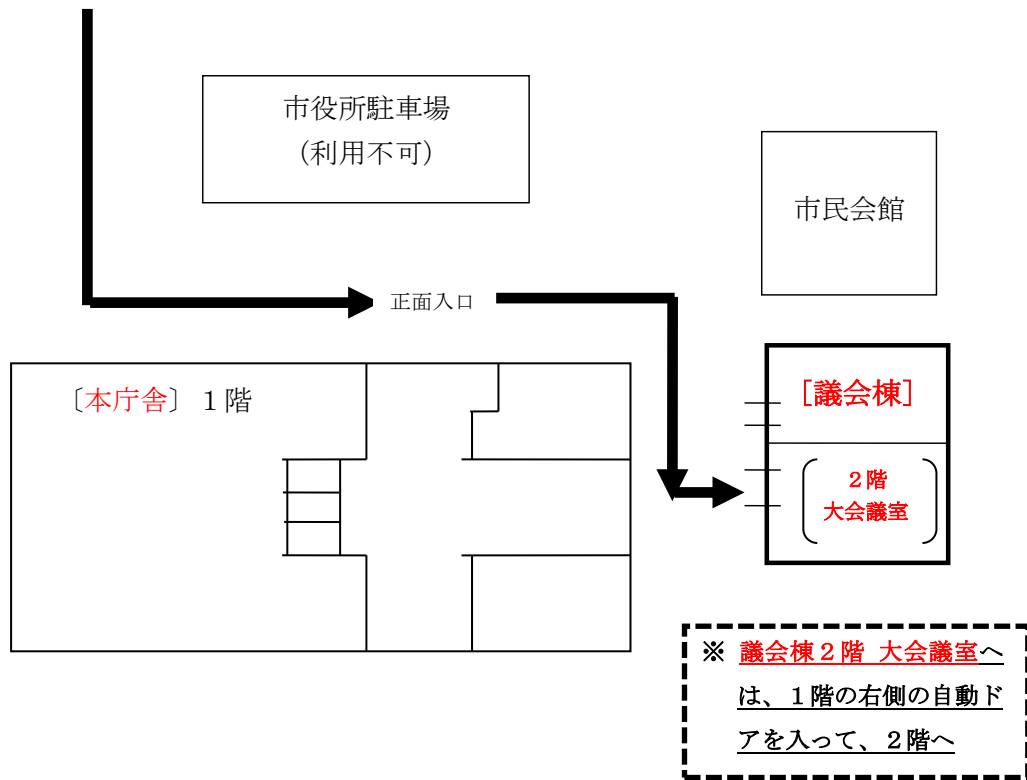 市役所駐車場
（利用不可）
市民会館
正面入口
〔本庁舎〕１階
［議会棟］
２階
大会議室
※ 議会棟２階 大会議室へ
は、１階の右側の自動ド
アを入って、２階へ